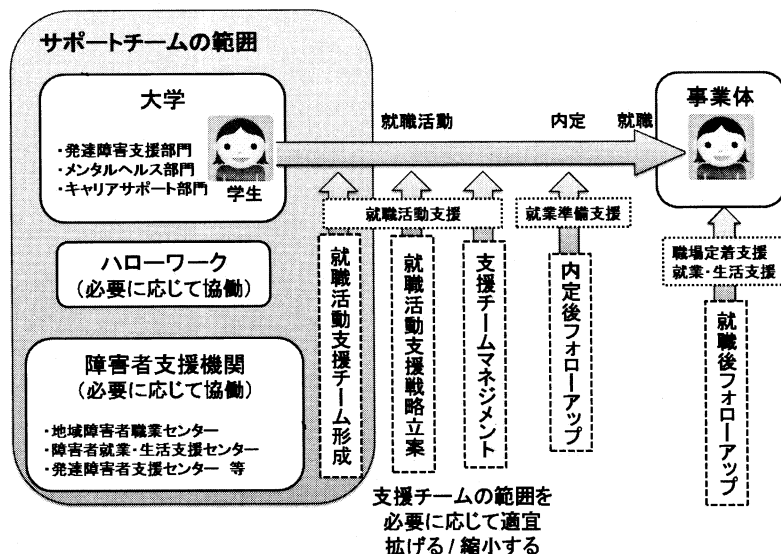 サポートチームの範囲
大学
・発達障害支援部門
・メンタルヘルス部門
・キャリアサポート部門
学生
ハローワーク
(必要に応じて協働)
障害者支援機関
(必要に応じて協働)
・地域障害者職業センター
・障害者就業・生活支援センター
・発達障害者支援センター 等
就職活動
内定
就職
事業体
就職活動支援
就業準備支援
職場定着支援
就業・生活支援
就職活動支援チーム形成
就職活動支援戦略立案
支援チームマネジメント
内定後フォローアップ
就職後フォローアップ
支援チームの範囲を
必要に応じて適宜
拡げる/縮小する